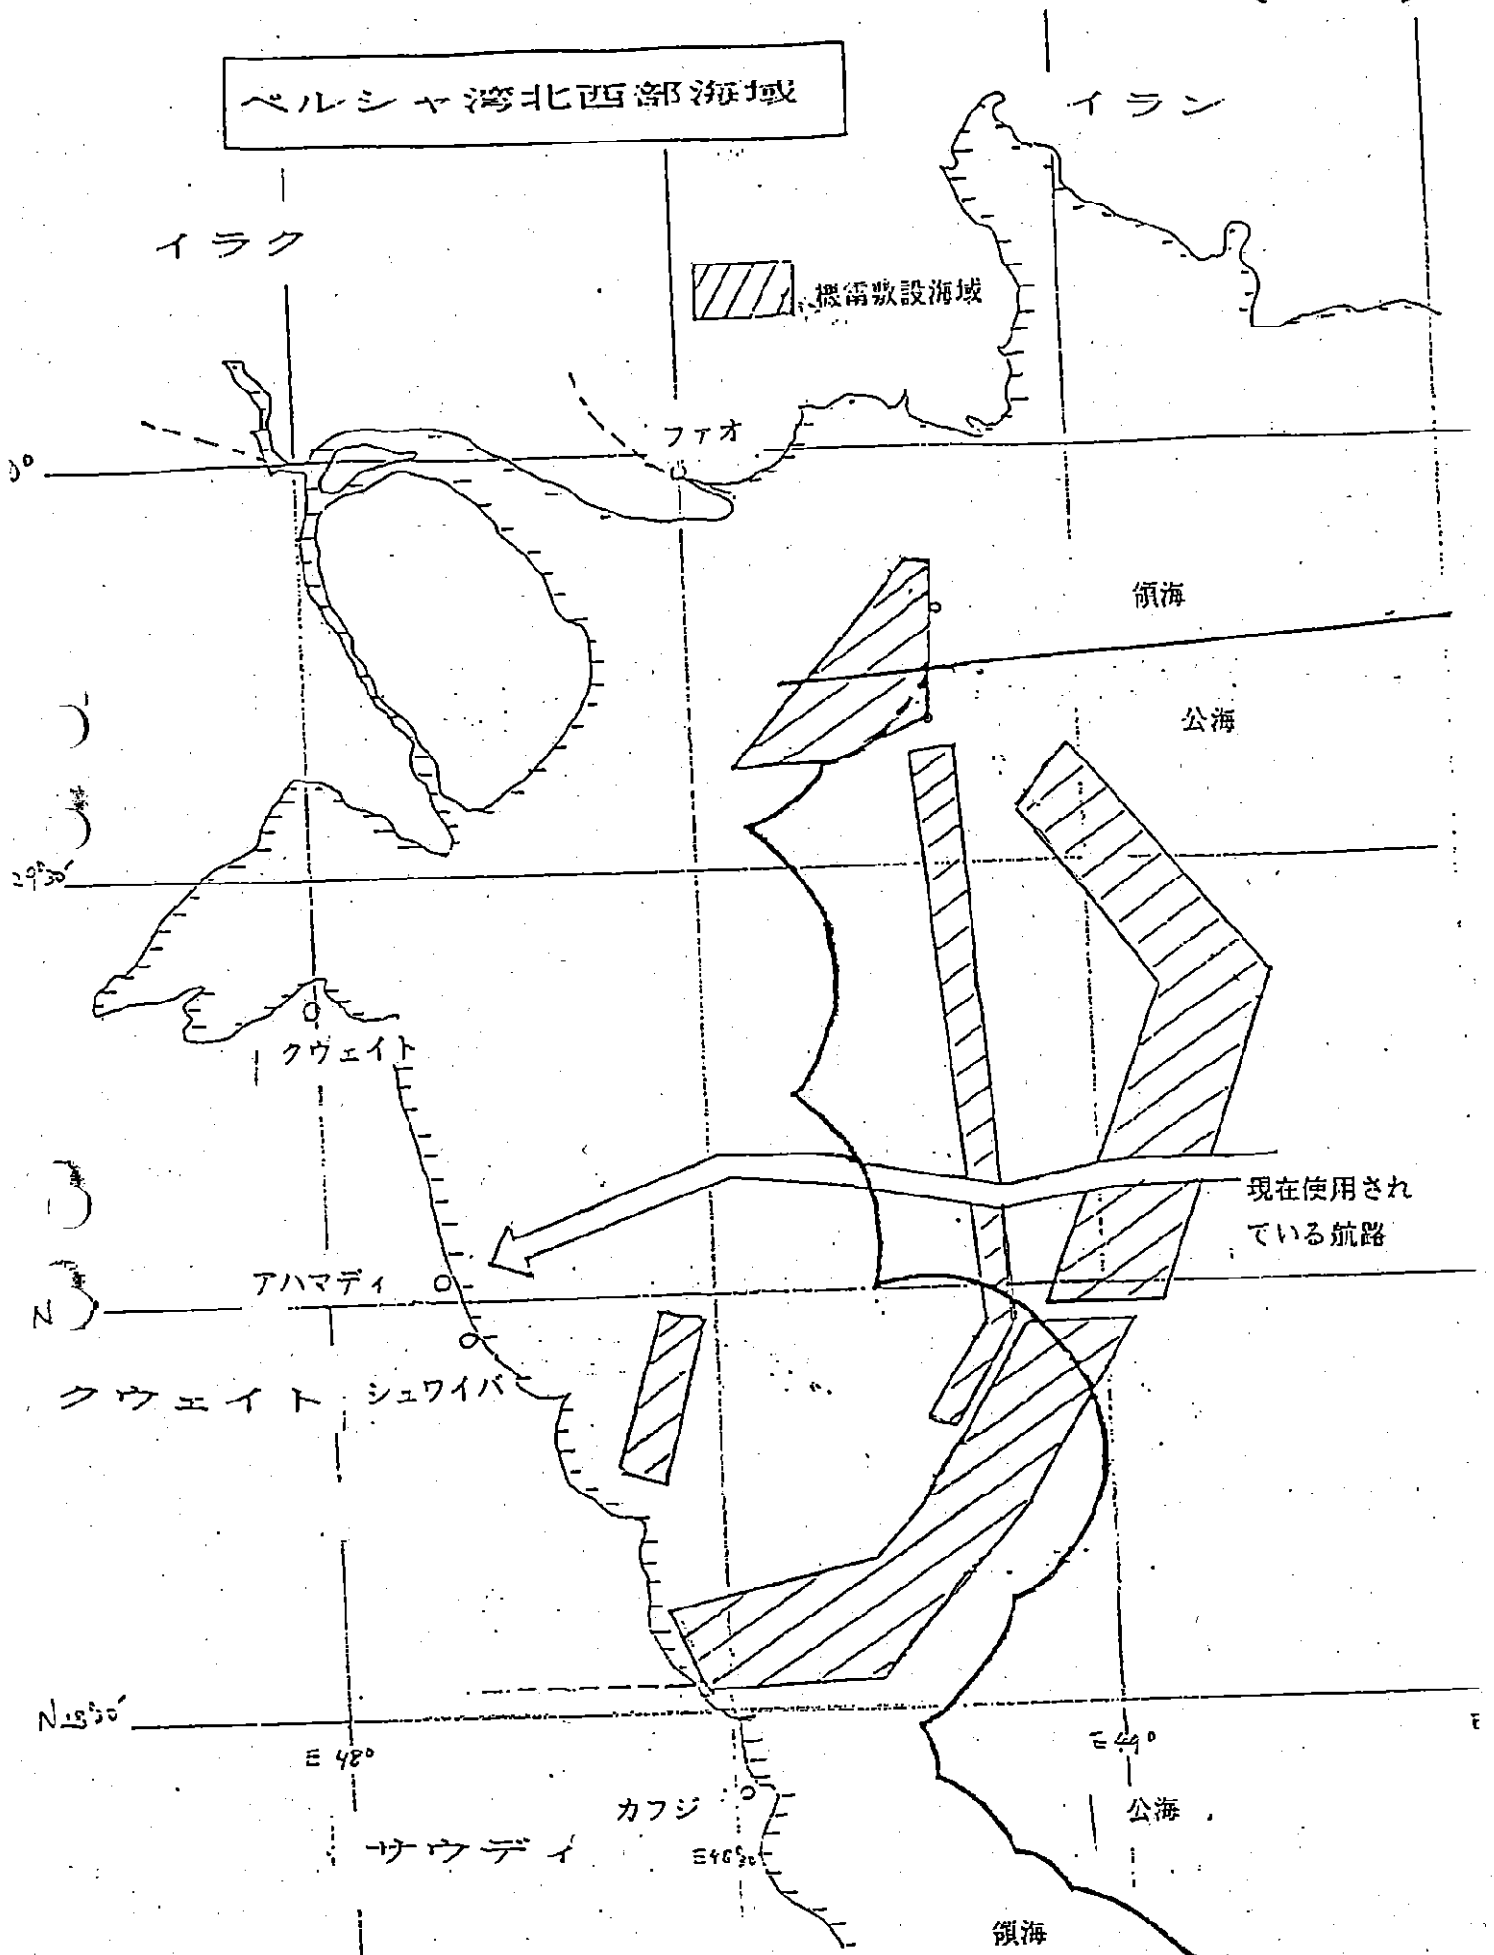 ペルシャ湾北西部海域
イラン
イラク
機雷敷設海域
ファオ
領海
公海
29°30′
クウェイト
現在使用され
ている航路
アハマディ
N
クウェイト
シュワイバ
E 48°
E 49°
カフジ
公海
サウディ
領海